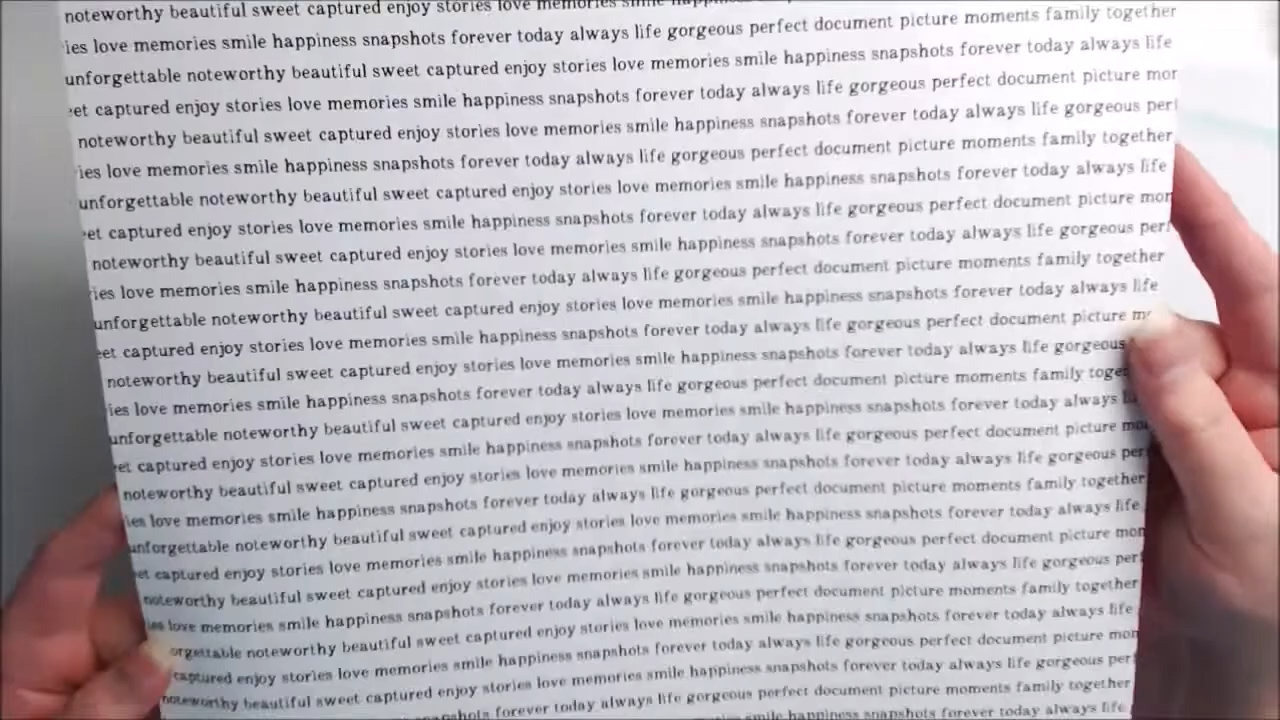 noteworthy beautiful sweet captured enjoy stories love memories smile
ies love memories smile happiness snapshots forever today always life gorgeous perfect document picture moments family together
unforgettable noteworthy beautiful sweet captured enjoy stories love memories smile happiness snapshots forever today always life
et captured enjoy stories love memories smile happiness snapshots forever today always life gorgeous perfect document picture mor
noteworthy beautiful sweet captured enjoy stories love memories smile happiness snapshots forever today always life gorgeous perf
ies love memories smile happiness snapshots forever today always life gorgeous perfect document picture moments family together
unforgettable noteworthy beautiful sweet captured enjoy stories love memories smile happiness snapshots forever today always life
et captured enjoy stories love memories smile happiness snapshots forever today always life gorgeous perfect document picture mor
noteworthy beautiful sweet captured enjoy stories love memories smile happiness snapshots forever today always life gorgeous perf
ies love memories smile happiness snapshots forever today always life gorgeous perfect document picture moments family together
unforgettable noteworthy beautiful sweet captured enjoy stories love memories smile happiness snapshots forever today always life
et captured enjoy stories love memories smile happiness snapshots forever today always life gorgeous perfect document picture
noteworthy beautiful sweet captured enjoy stories love memories smile happiness snapshots forever today always life gorgeous
ies love memories smile happiness snapshots forever today always life gorgeous perfect document picture moments family toge
unforgettable noteworthy beautiful sweet captured enjoy stories love memories smile happiness snapshots forever today always
et captured enjoy stories love memories smile happiness snapshots forever today always life gorgeous perfect document picture mo
noteworthy beautiful sweet captured enjoy stories love memories smile happiness snapshots forever today always life gorgeous per
ies love memories smile happiness snapshots forever today always life gorgeous perfect document picture moments family together
unforgettable noteworthy beautiful sweet captured enjoy stories love memories smile happiness snapshots forever today always life
et captured enjoy stories love memories smile happiness snapshots forever today always life gorgeous perfect document picture mon
noteworthy beautiful sweet captured enjoy stories love memories smile happiness snapshots forever today always life gorgeous perf
ies love memories smile happiness snapshots forever today always life gorgeous perfect document picture moments family together
orgettable noteworthy beautiful sweet captured enjoy stories love memories smile happiness snapshots forever today always life
captured enjoy stories love memories smile happiness snapshots forever today always life gorgeous perfect document picture mon
noteworthy beautiful sweet captured enjoy stories love memories smile happiness snapshots forever today always life gorgeous perf
snapshots forever today always life gorgeous perfect document picture moments family together
smile happiness snapshots forever today always life